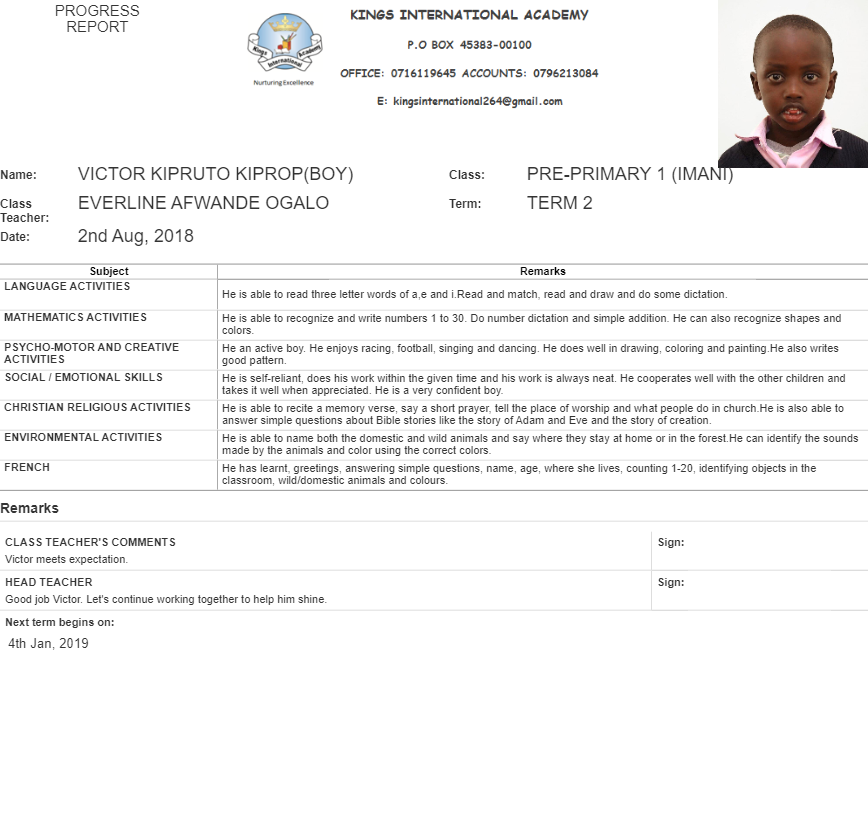 PROGRESS
REPORT
Kings Academy
International
Nurturing Excellence
KINGS INTERNATIONAL ACADEMY
P.O BOX 45383-00100
OFFICE: 0716119645 ACCOUNTS: 0796213084
E: kingsinternational264@gmail.com
Name: VICTOR KIPRUTO KIPROP(BOY) Class: PRE-PRIMARY 1 (IMANI)
Class Teacher: EVERLINE AFWANDE OGALO Term: TERM 2
Date: 2nd Aug, 2018
Subject Remarks
LANGUAGE ACTIVITIES
He is able to read three letter words of a,e and i.Read and match, read and draw and do some dictation.
MATHEMATICS ACTIVITIES
He is able to recognize and write numbers 1 to 30. Do number dictation and simple addition. He can also recognize shapes and
colors.
PSYCHO-MOTOR AND CREATIVE
ACTIVITIES
He an active boy. He enjoys racing, football, singing and dancing. He does well in drawing, coloring and painting.He also writes
good pattern.
SOCIAL / EMOTIONAL SKILLS
He is self-reliant, does his work within the given time and his work is always neat. He cooperates well with the other children and
takes it well when appreciated. He is a very confident boy.
CHRISTIAN RELIGIOUS ACTIVITIES
He is able to recite a memory verse, say a short prayer, tell the place of worship and what people do in church.He is also able to
answer simple questions about Bible stories like the story of Adam and Eve and the story of creation.
ENVIRONMENTAL ACTIVITIES
He is able to name both the domestic and wild animals and say where they stay at home or in the forest.He can identify the sounds
made by the animals and color using the correct colors.
FRENCH
He has learnt, greetings, answering simple questions, name, age, where she lives, counting 1-20, identifying objects in the
classroom, wild/domestic animals and colours.
Remarks
CLASS TEACHER'S COMMENTS Sign:
Victor meets expectation.
HEAD TEACHER Sign:
Good job Victor. Let's continue working together to help him shine.
Next term begins on:
4th Jan, 2019